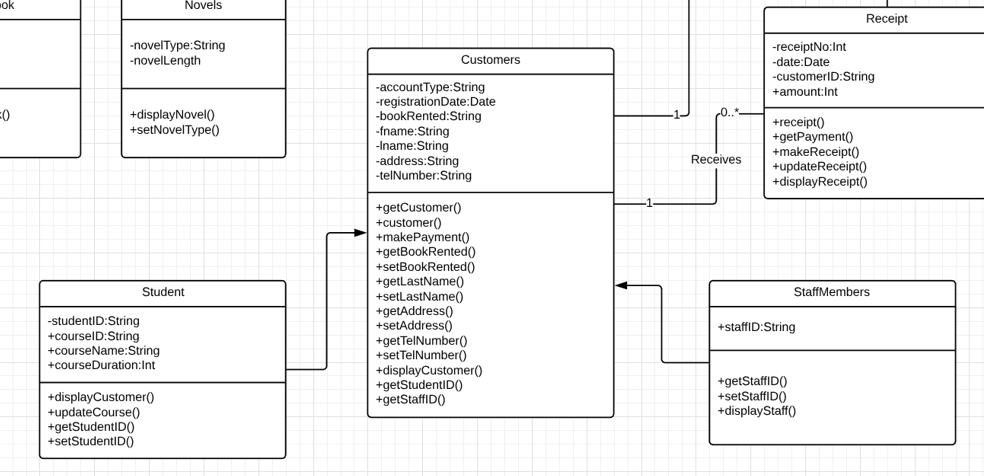 ok
k()
Novels
-novelType:String
-novelLength
+displayNovel()
+setNovelType()
Customers
-accountType:String
-registrationDate:Date
-bookRented:String
-fname:String
-lname:String
-address:String
-telNumber:String
+getCustomer()
+customer()
+makePayment()
+getBookRented()
+setBookRented()
+getLastName()
+setLastName()
+getAddress()
+setAddress()
+getTelNumber()
+setTelNumber()
+displayCustomer()
+getStudentID()
+getStaffID()
1
0..*
Receives
1
Receipt
-receiptNo:Int
-date:Date
-customerID:String
+amount:Int
+receipt()
+getPayment()
+makeReceipt()
+updateReceipt()
+displayReceipt()
Student
-studentID:String
+courseID:String
+courseName:String
+courseDuration:Int
+displayCustomer()
+updateCourse()
+getStudentID()
+setStudentID()
StaffMembers
+staffID:String
+getStaffID()
+setStaffID()
+displayStaff()